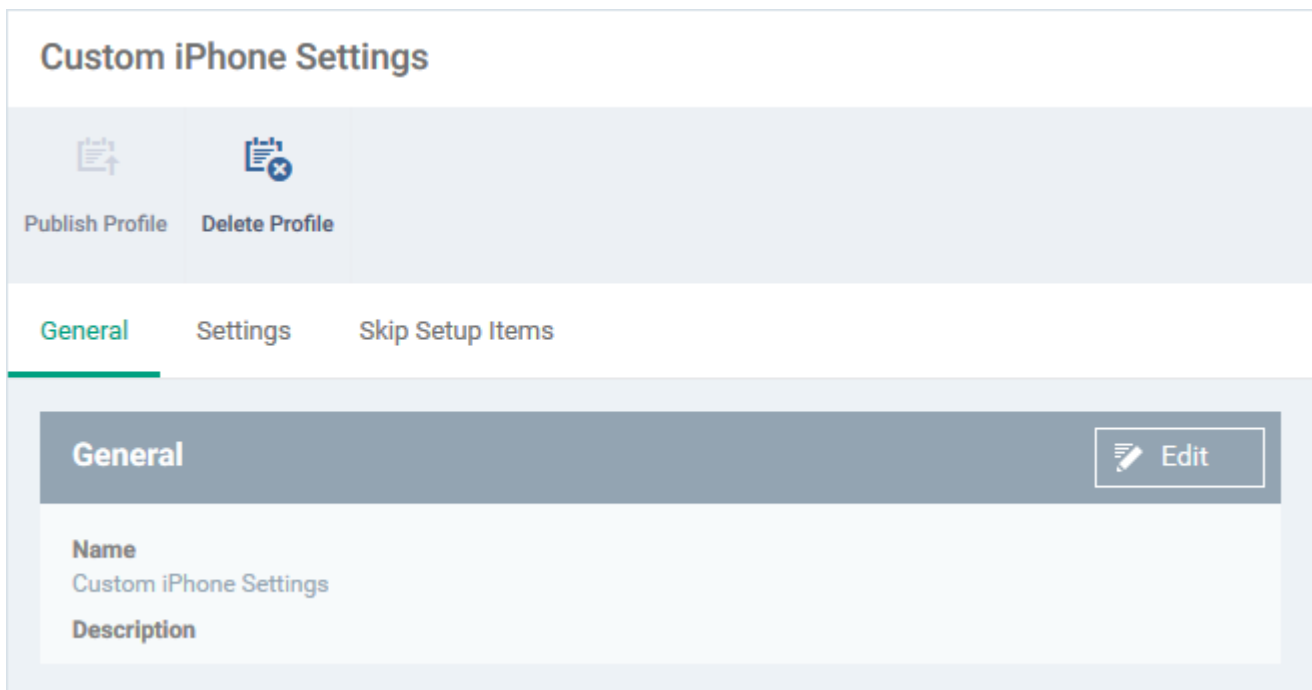 Custom iPhone Settings
Publish Profile
Delete Profile
General
Settings
Skip Setup Items
General
Edit
Name
Custom iPhone Settings
Description